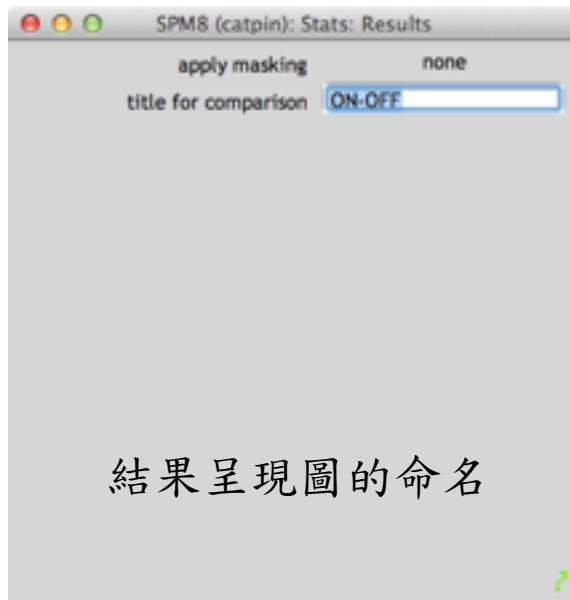 SPM8 (catpin): Stats: Results
apply masking none
title for comparison ON-OFF
結果呈現圖的命名
?